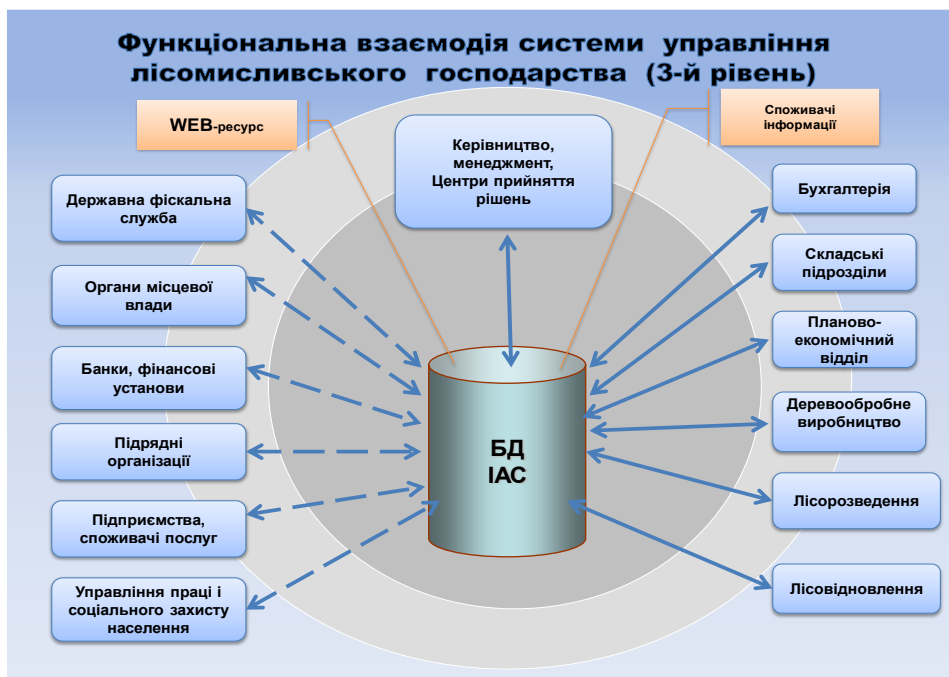 Функціональна взаємодія системи управління
лісомисливського господарства (3-й рівень)
WEB-ресурс
Споживачі
інформації
Керівництво,
менеджмент,
Центри прийняття
рішень
Державна фіскальна
служба
Органи місцевої
влади
Банки, фінансові
установи
Підрядні
організації
Підприємства,
споживачі послуг
Управління праці і
соціального захисту
населення
БД
ІАС
Бухгалтерія
Складські
підрозділи
Планово-
економічний
відділ
Деревообробне
виробництво
Лісорозведення
Лісовідновлення